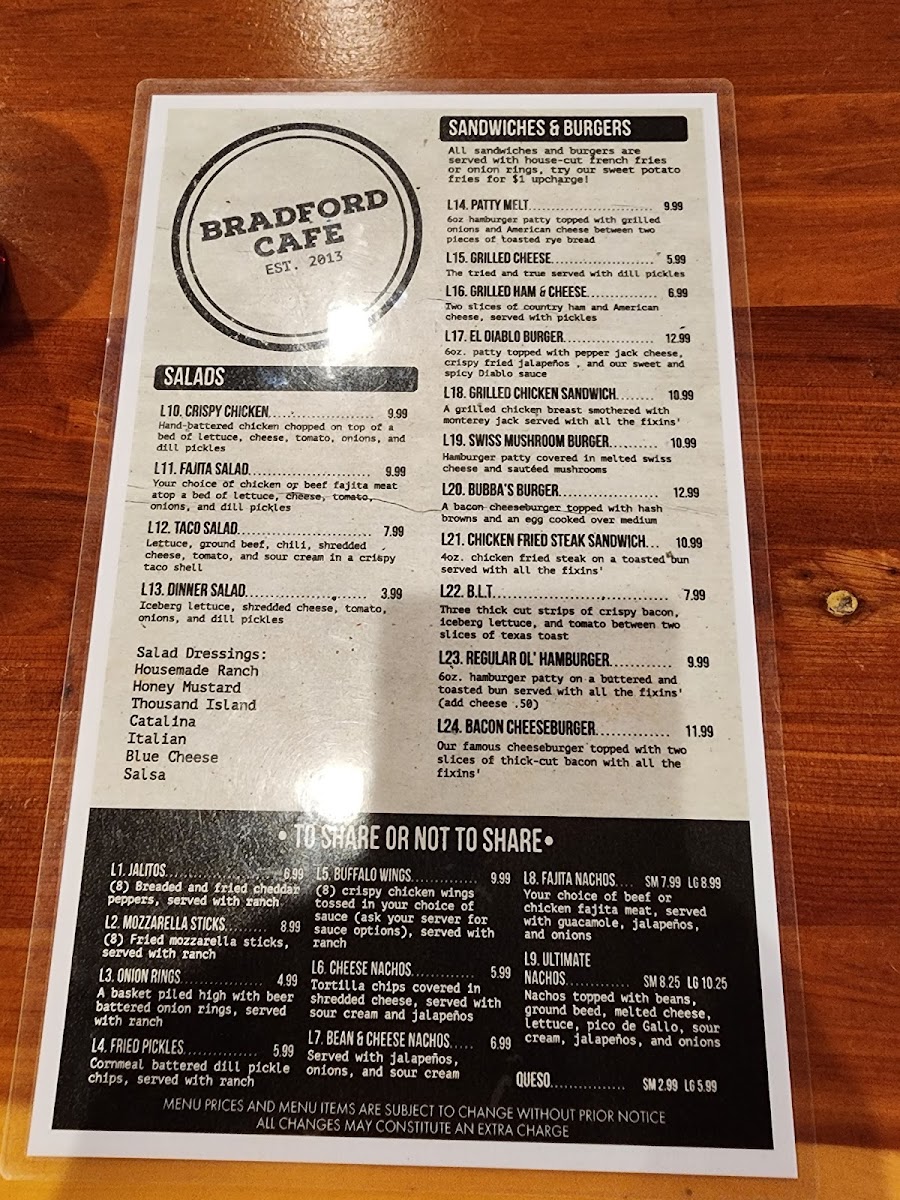 BRADFORD
CAFÉ
EST. 2013
SALADS
L10. CRISPY CHICKEN....................... 9.99
Hand-battered chicken chopped on top of a
bed of lettuce, cheese, tomato, onions, and
dill pickles
L11. FAJITA SALAD........................... 9.99
Your choice of chicken or beef fajita meat
atop a bed of lettuce, cheese, tomato,
onions, and dill pickles
L12. TACO SALAD............................. 7.99
Lettuce, ground beef, chili, shredded
cheese, tomato, and sour cream in a crispy
taco shell
L13. DINNER SALAD.......................... 3.99
Iceberg lettuce, shredded cheese, tomato,
onions, and dill pickles
Salad Dressings:
Housemade Ranch
Honey Mustard
Thousand Island
Catalina
Italian
Blue Cheese
Salsa
SANDWICHES & BURGERS
All sandwiches and burgers are
served with house-cut french fries
or onion rings, try our sweet potato
fries for $1 upcharge!
L14. PATTY MELT........................... 9.99
6oz hamburger patty topped with grilled
onions and American cheese between two
pieces of toasted rye bread
L15. GRILLED CHEESE...................... 5.99
The tried and true served with dill pickles
L16. GRILLED HAM & CHEESE............... 6.99
Two slices of country ham and American
cheese, served with pickles
L17. EL DIABLO BURGER.................... 12.99
6oz. patty topped with pepper jack cheese,
crispy fried jalapeños , and our sweet and
spicy Diablo sauce
L18. GRILLED CHICKEN SANDWICH........ 10.99
A grilled chicken breast smothered with
monterey jack served with all the fixins'
L19. SWISS MUSHROOM BURGER.......... 10.99
Hamburger patty covered in melted swiss
cheese and sautéed mushrooms
L20. BUBBA'S BURGER..................... 12.99
A bacon cheeseburger topped with hash
browns and an egg cooked over medium
L21. CHICKEN FRIED STEAK SANDWICH... 10.99
4oz. chicken fried steak on a toasted bun
served with all the fixins'
L22. B.L.T.................................... 7.99
Three thick cut strips of crispy bacon,
iceberg lettuce, and tomato between two
slices of texas toast
L23. REGULAR OL' HAMBURGER............ 9.99
6oz. hamburger patty on a buttered and
toasted bun served with all the fixins'
(add cheese .50)
L24. BACON CHEESEBURGER.............. 11.99
Our famous cheeseburger topped with two
slices of thick-cut bacon with all the
fixins'
• TO SHARE OR NOT TO SHARE•
L1. JALITOS........................ 6.99
(8) Breaded and fried cheddar
peppers, served with ranch
L2. MOZZARELLA STICKS......... 8.99
(8) Fried mozzarella sticks,
served with ranch
L3. ONION RINGS.................... 4.99
A basket piled high with beer
battered onion rings, served
with ranch
L4. FRIED PICKLES............... 5.99
Cornmeal battered dill pickle
chips, served with ranch
L5. BUFFALO WINGS.............. 9.99
(8) crispy chicken wings
tossed in your choice of
sauce (ask your server for
sauce options), served with
ranch
L6. CHEESE NACHOS............. 5.99
Tortilla chips covered in
shredded cheese, served with
sour cream and jalapeños
L7. BEAN & CHEESE NACHOS..... 6.99
Served with jalapeños,
onions, and sour cream
L8. FAJITA NACHOS.... SM 7.99 LG 8.99
Your choice of beef or
chicken fajita meat, served
with guacamole, jalapeños,
and onions
L9. ULTIMATE
NACHOS............. SM 8.25 LG 10.25
Nachos topped with beans,
ground beed, melted cheese,
lettuce, pico de Gallo, sour
cream, jalapeños, and onions
QUESO............... SM 2.99 LG 5.99
MENU PRICES AND MENU ITEMS ARE SUBJECT TO CHANGE WITHOUT PRIOR NOTICE
ALL CHANGES MAY CONSTITUTE AN EXTRA CHARGE